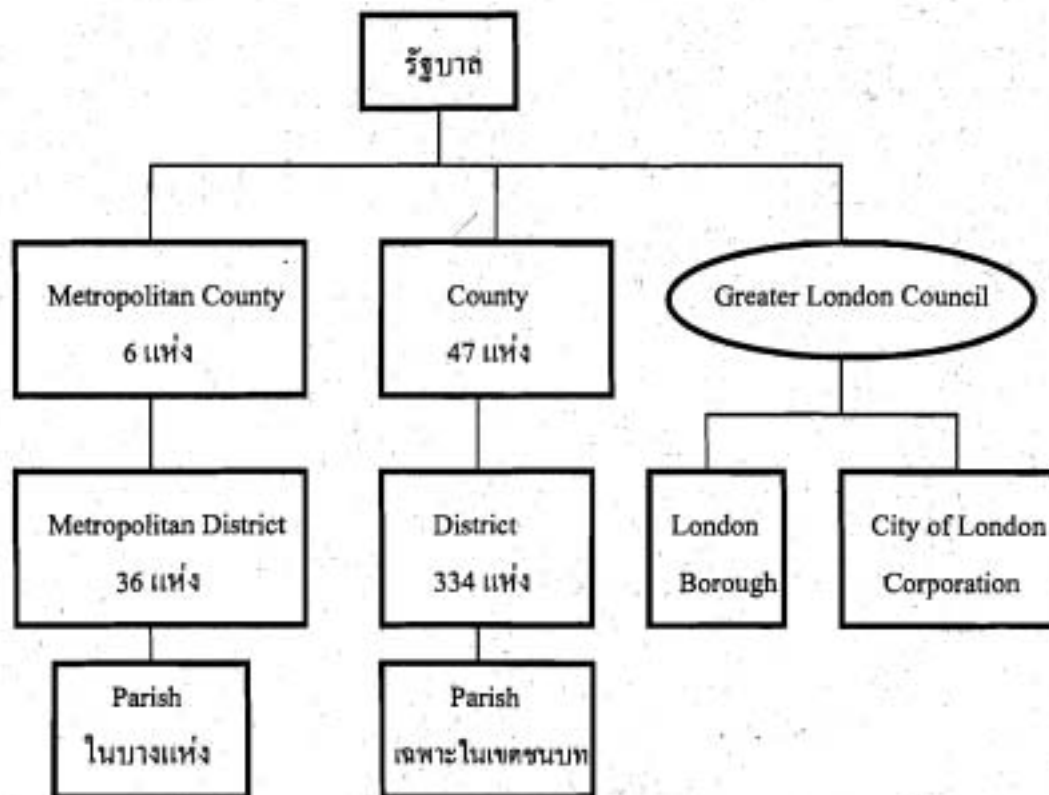 รัฐบาล
Metropolitan County
6 แห่ง
County
47 แห่ง
Greater London Council
Metropolitan District
36 แห่ง
District
334 แห่ง
London
Borough
City of London
Corporation
Parish
ในบางแห่ง
Parish
เฉพาะในเขตชนบท